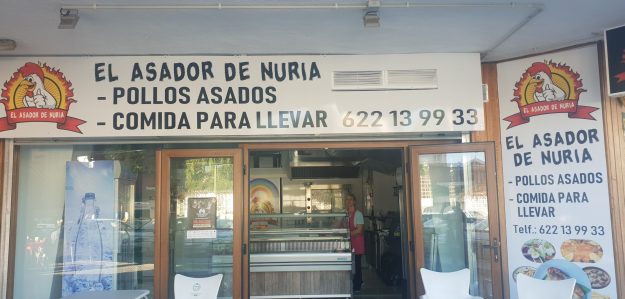 EL ASADOR DE NURIA
EL ASADOR DE NURIA
- POLLOS ASADOS
- COMIDA PARA LLEVAR 622 13 99 33
EL ASADOR DE NURIA
EL ASADOR
DE NURIA
- POLLOS ASADOS
- COMIDA PARA
LLEVAR
Telf.: 622 13 99 33